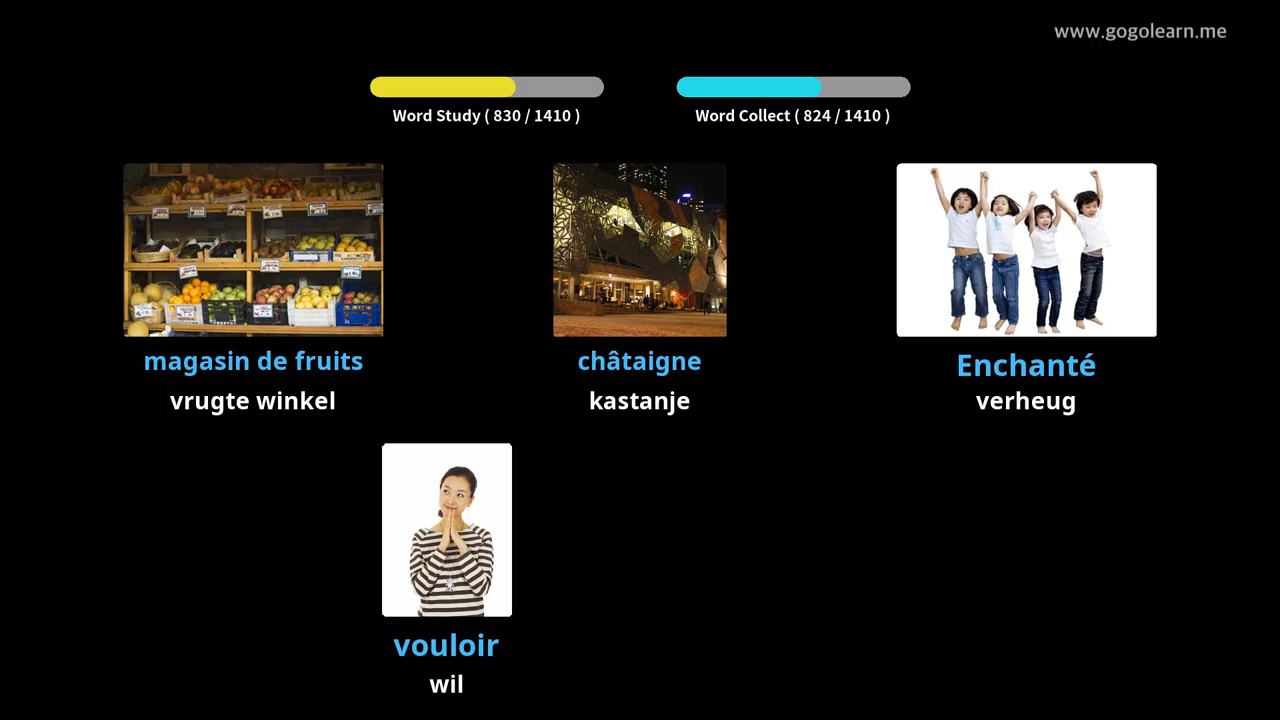 www.gogolearn.me
Word Study ( 830 / 1410 )
Word Collect ( 824 / 1410 )
magasin de fruits
vrugte winkel
châtaigne
kastanje
Enchanté
verheug
vouloir
wil